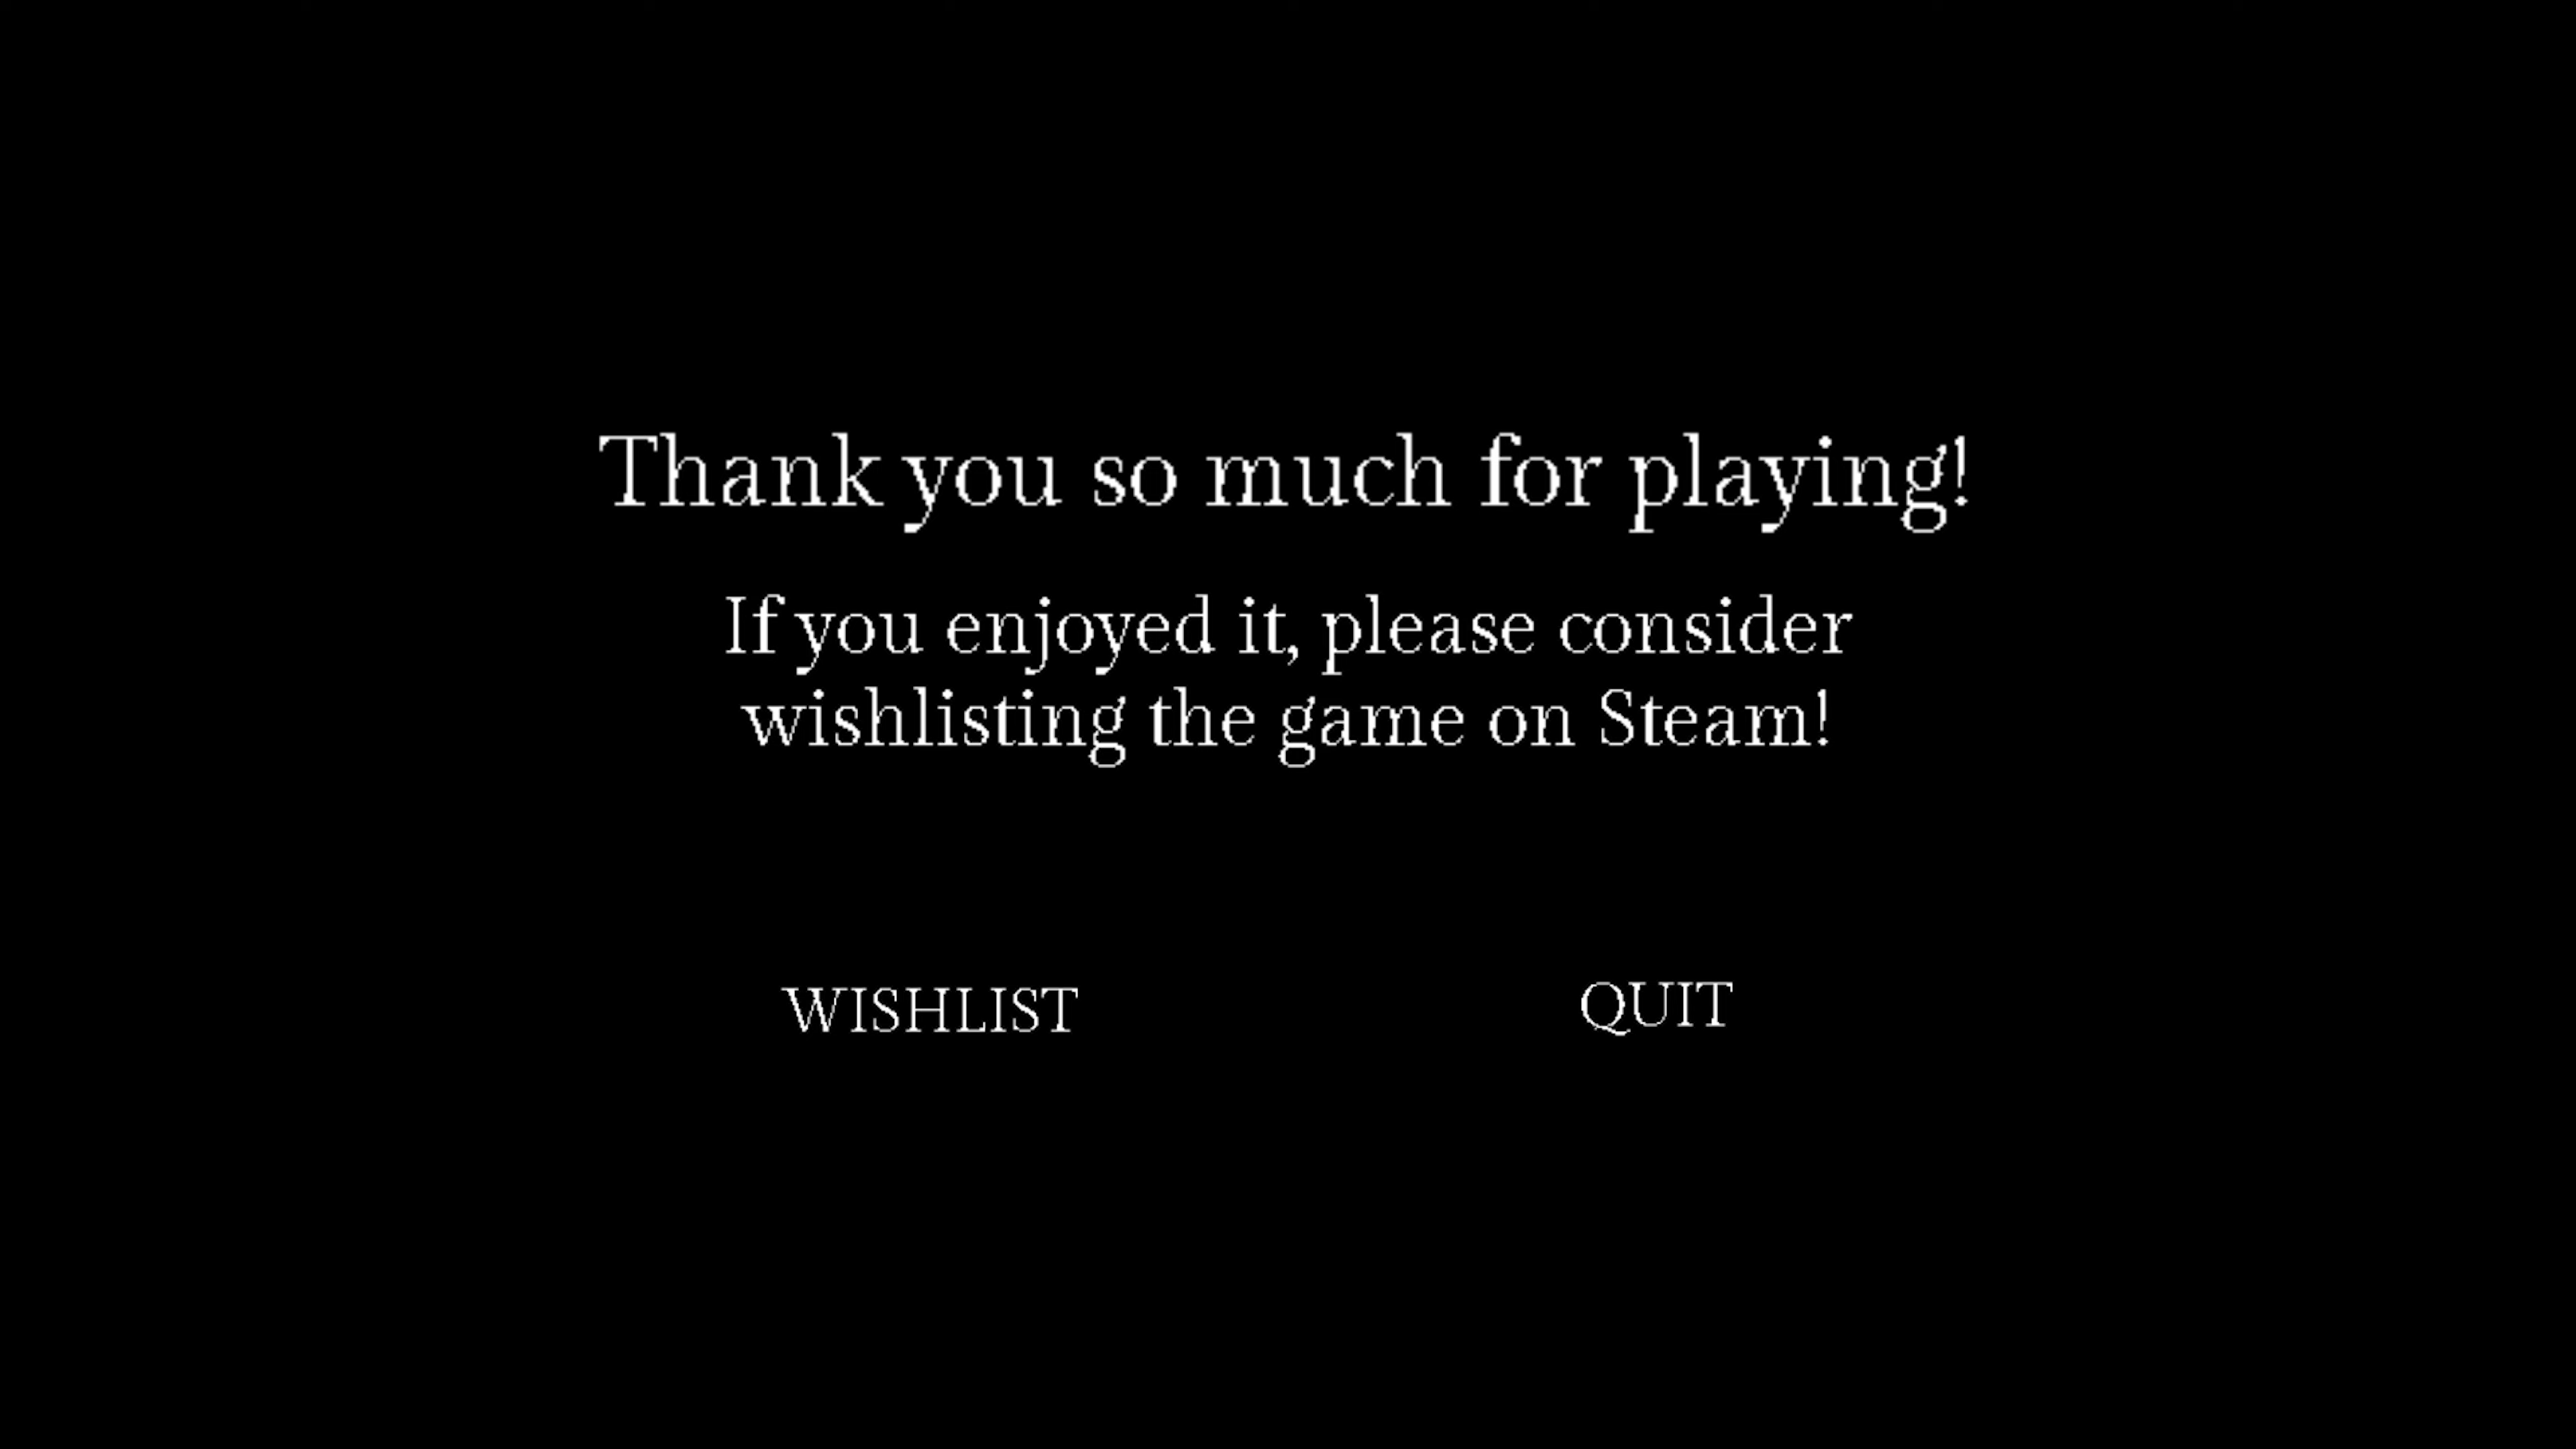 Thank you so much for playing!
If you enjoyed it, please consider
wishlisting the game on Steam!
WISHLIST
QUIT